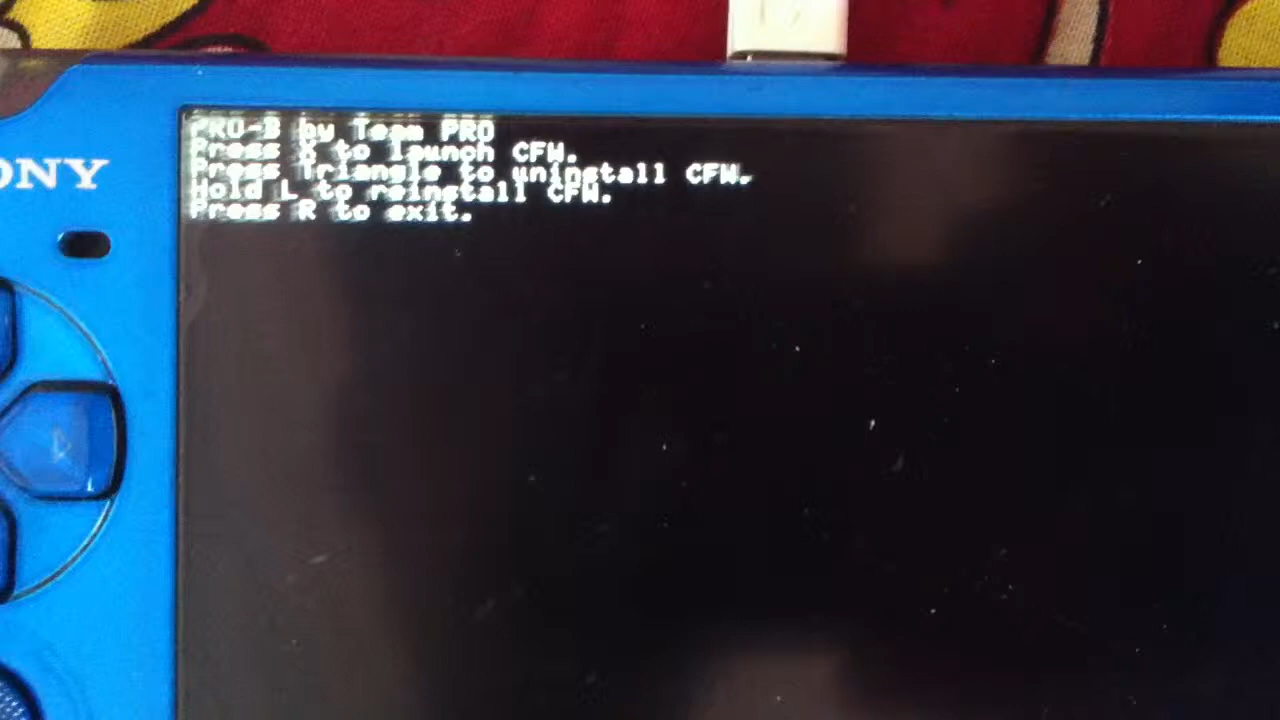 PRO-B by Team PRO
Press X to launch CFW.
Press Triangle to uninstall CFW.
Hold L to reinstall CFW.
Press R to exit.
ONY